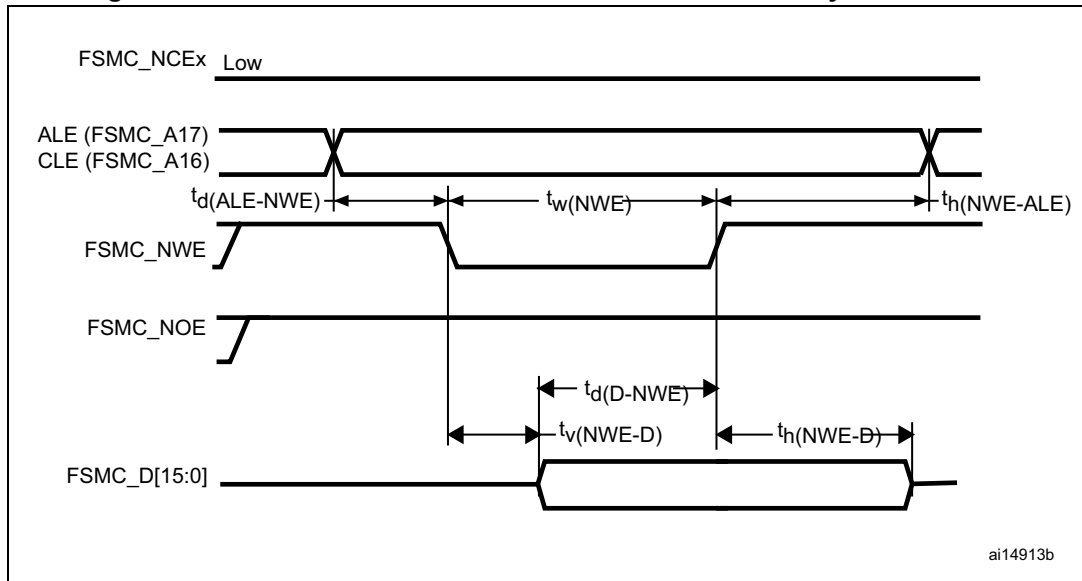 FSMC_NCEx Low
ALE (FSMC_A17)
CLE (FSMC_A16)
td(ALE-NWE) tw(NWE) th(NWE-ALE)
FSMC_NWE
FSMC_NOE
td(D-NWE)
tv(NWE-D) th(NWE-D)
FSMC_D[15:0]
ai14913b